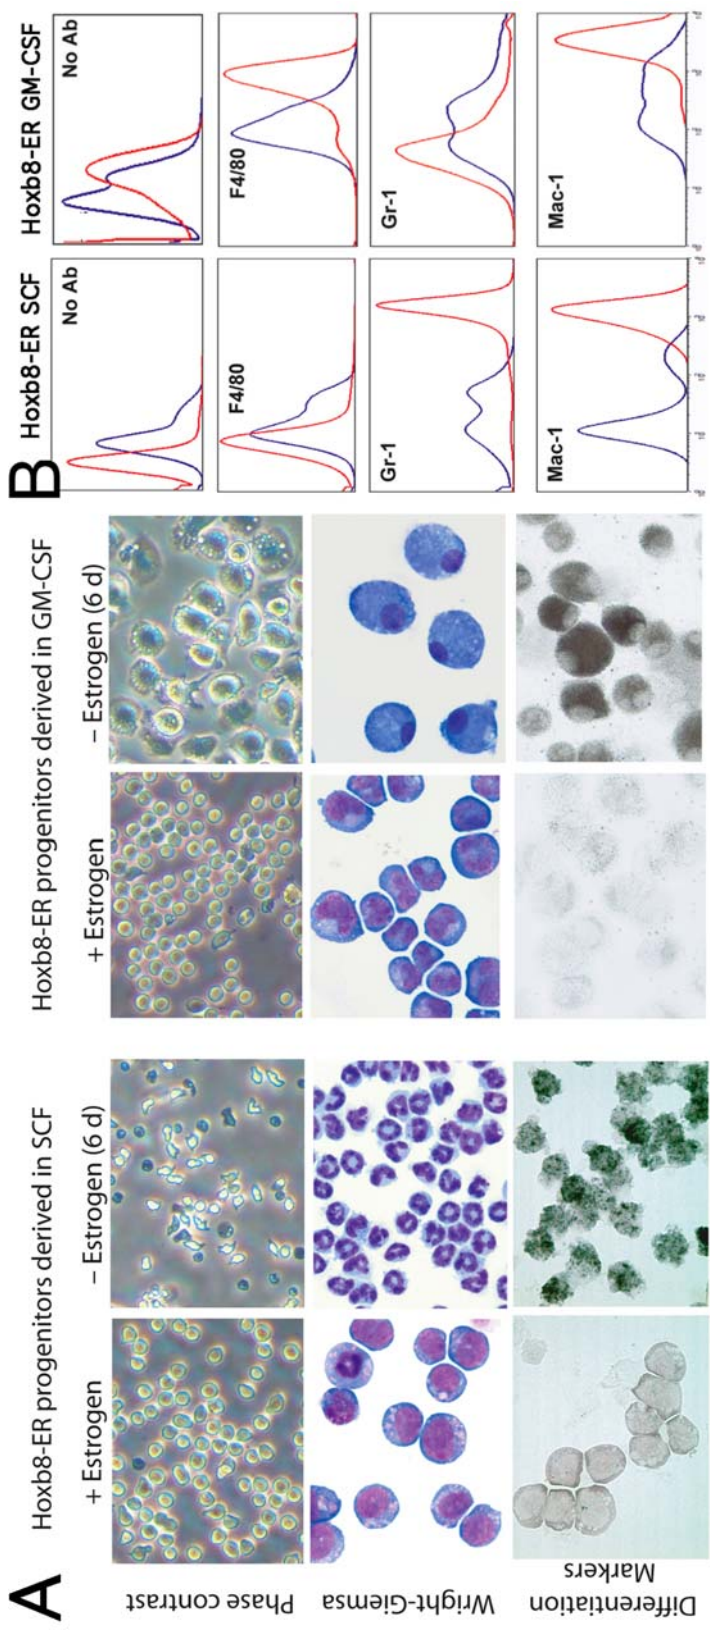 A
Hoxb8-ER progenitors derived in SCF
Hoxb8-ER progenitors derived in GM-CSF
+ Estrogen
– Estrogen (6 d)
+ Estrogen
– Estrogen (6 d)
Phase contrast
Wright-Giemsa
Differentiation
Markers
B
Hoxb8-ER SCF
Hoxb8-ER GM-CSF
No Ab
No Ab
F4/80
F4/80
Gr-1
Gr-1
Mac-1
Mac-1